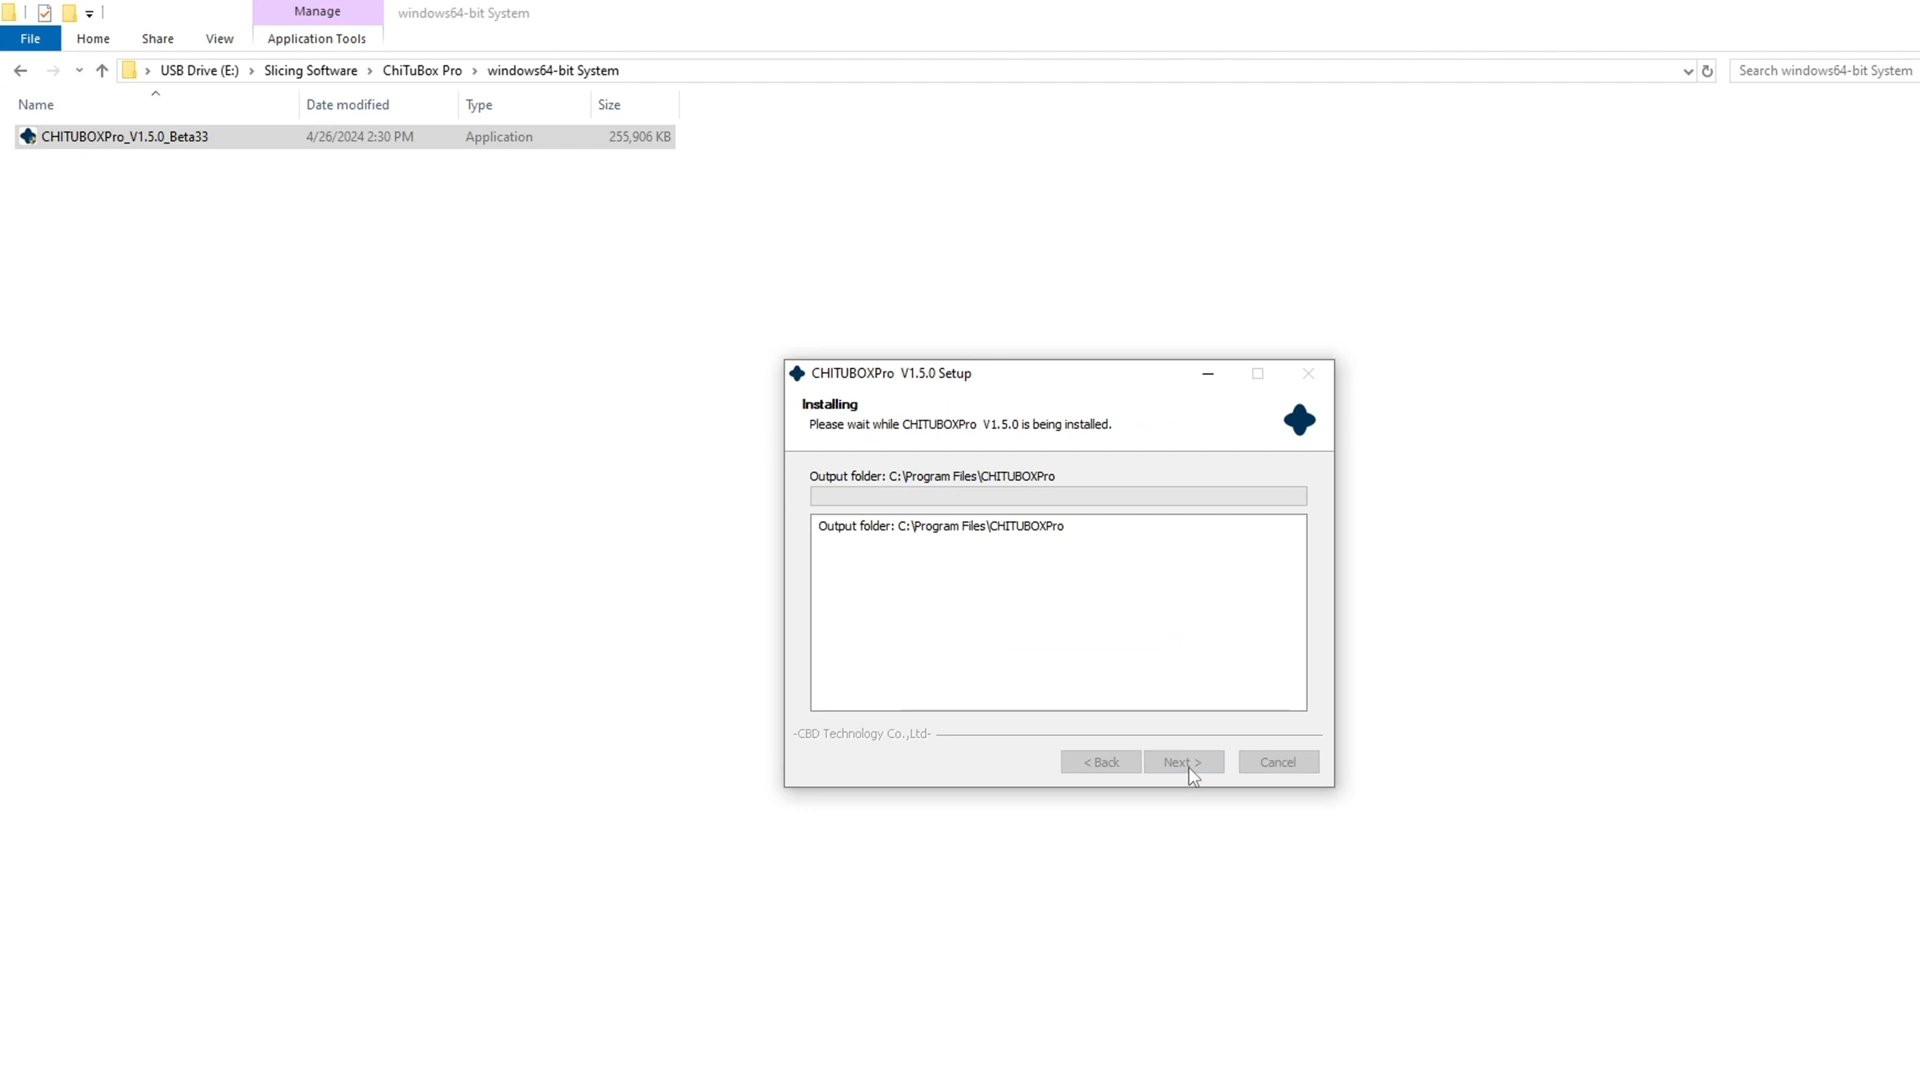 Manage
windows64-bit System
File
Home
Share
View
Application Tools
USB Drive (E:)
Slicing Software
ChiTuBox Pro
windows64-bit System
Search windows64-bit System
Name
Date modified
Type
Size
CHITUBOXPro_V1.5.0_Beta33
4/26/2024 2:30 PM
Application
255,906 KB
CHITUBOXPro V1.5.0 Setup
Installing
Please wait while CHITUBOXPro V1.5.0 is being installed.
Output folder: C:\Program Files\CHITUBOXPro
Output folder: C:\Program Files\CHITUBOXPro
-CBD Technology Co.,Ltd-
< Back
Next >
Cancel